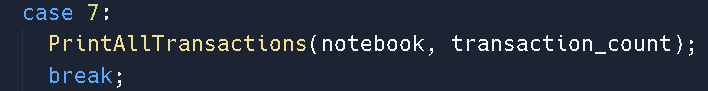 case 7:
PrintAllTransactions(notebook, transaction_count);
break;